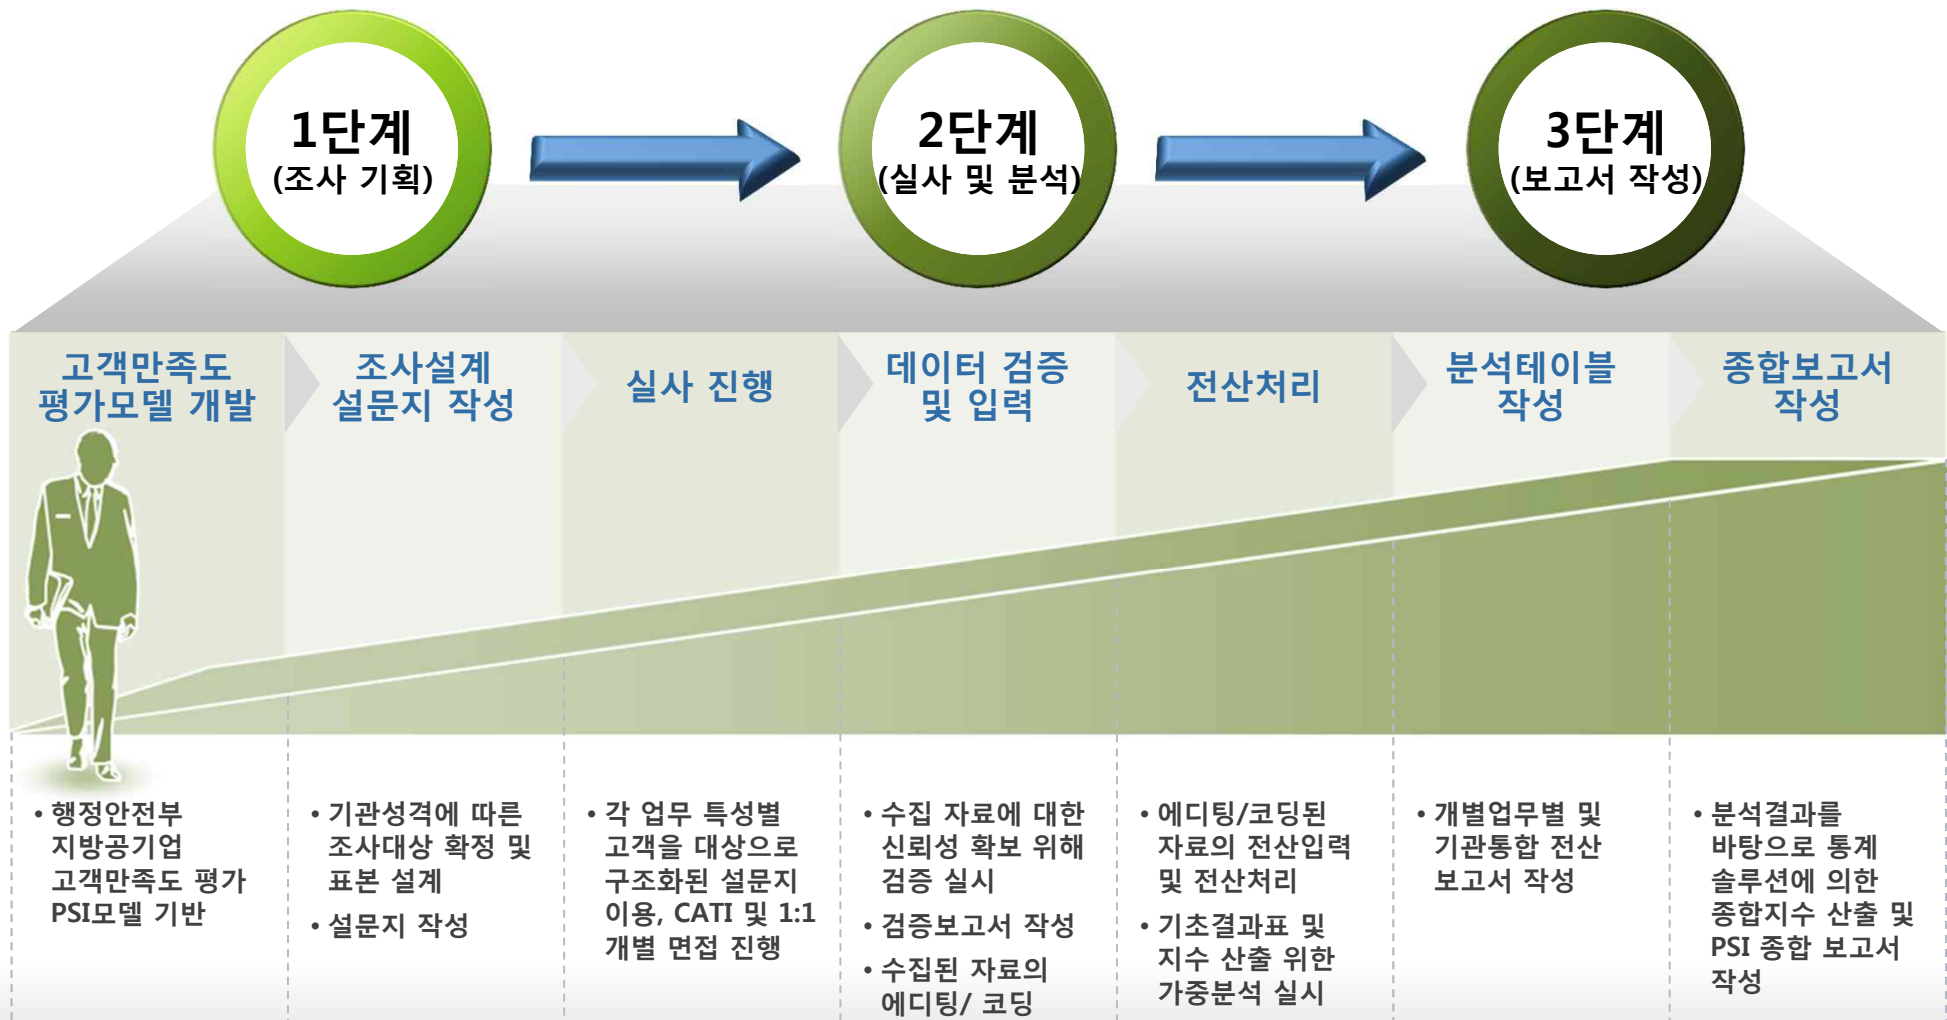 1단계
(조사 기획)
2단계
(실사 및 분석)
3단계
(보고서 작성)
고객만족도
평가모델 개발
조사설계
설문지 작성
실사 진행
데이터 검증
및 입력
전산처리
분석테이블
작성
종합보고서
작성
• 행정안전부
지방공기업
고객만족도 평가
PSI모델 기반
• 기관성격에 따른
조사대상 확정 및
표본 설계
• 설문지 작성
• 각 업무 특성별
고객을 대상으로
구조화된 설문지
이용, CATI 및 1:1
개별 면접 진행
• 수집 자료에 대한
신뢰성 확보 위해
검증 실시
• 검증보고서 작성
• 수집된 자료의
에디팅/ 코딩
• 에디팅/코딩된
자료의 전산입력
및 전산처리
• 기초결과표 및
지수 산출 위한
가중분석 실시
• 개별업무별 및
기관통합 전산
보고서 작성
• 분석결과를
바탕으로 통계
솔루션에 의한
종합지수 산출 및
PSI 종합 보고서
작성